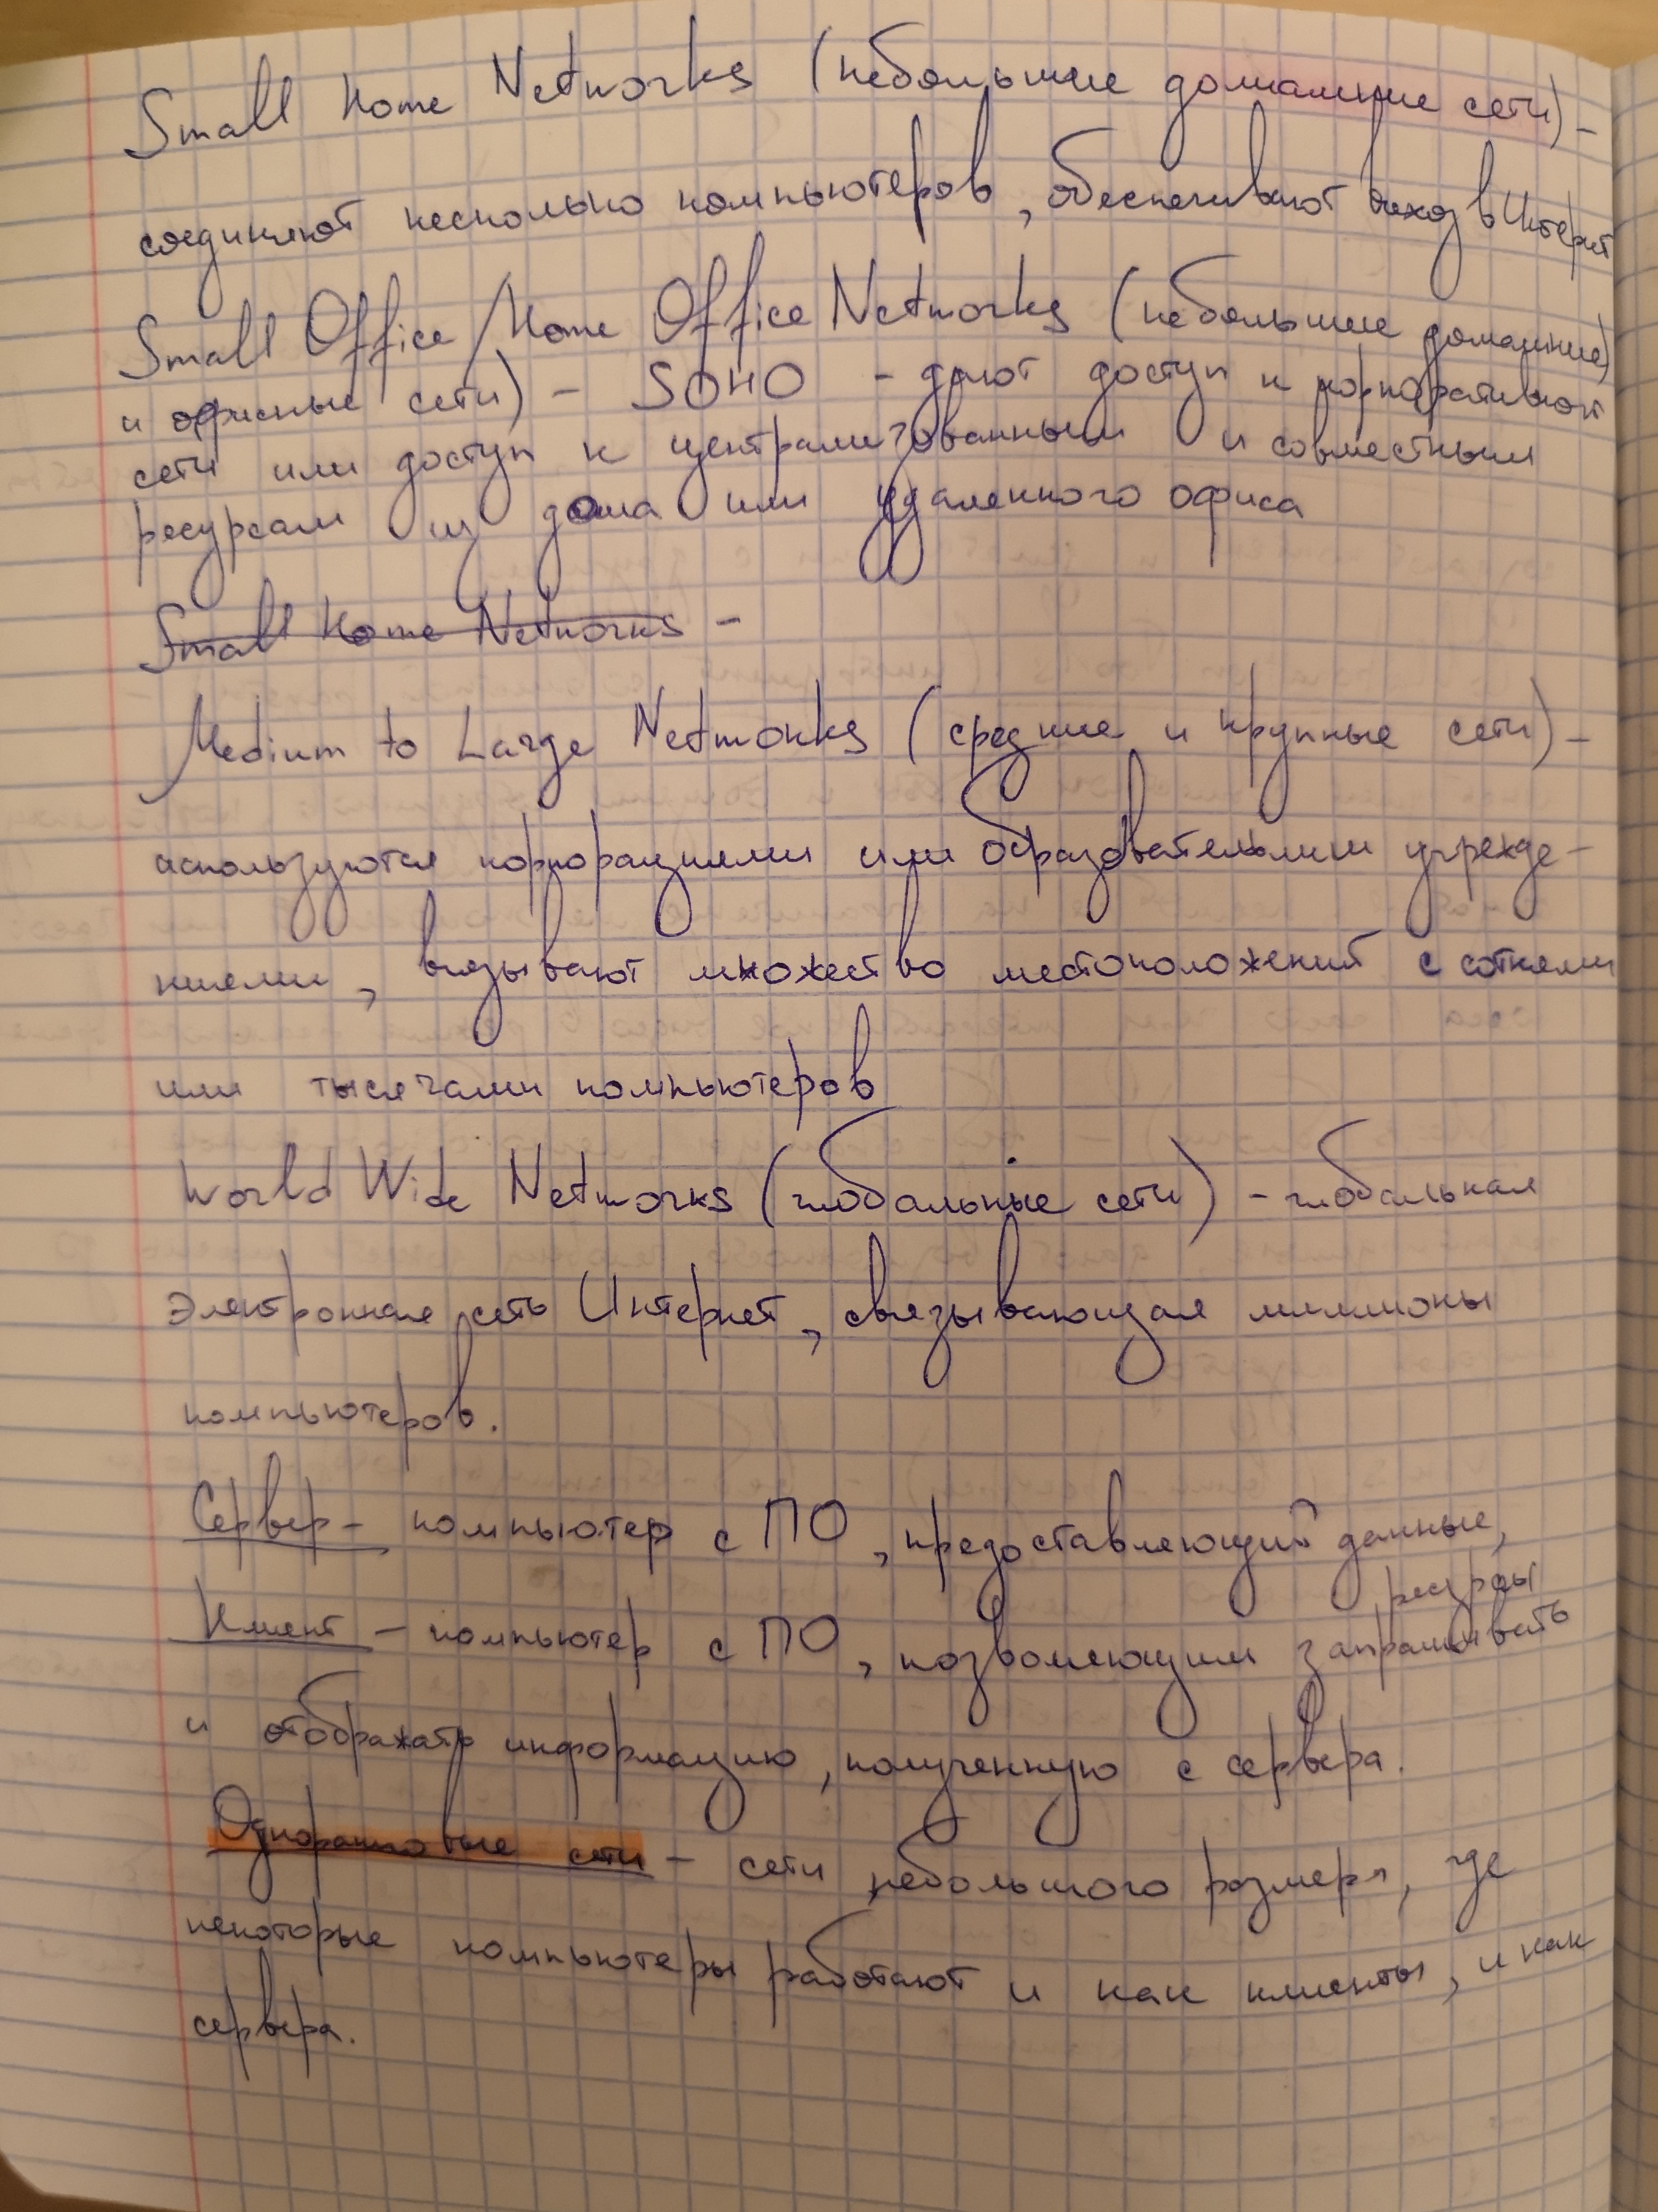 Small Home Networks (небольшие домашние сети) -
соединяют несколько компьютеров, обеспечивают выход в Интернет
Small Office/Home Office Networks (небольшие домашние)
и офисные сети) - SOHO - дают доступ к корпоративной
сети или доступ к централизованным и совместным
ресурсам из дома или удаленного офиса
Small Home Networks -
Medium to Large Networks (средние и крупные сети) -
используются корпорациями или образовательными учрежде-
ниями, связывают множество местоположений с сотнями
или тысячами компьютеров
World Wide Networks (глобальные сети) - глобальная
электронная сеть Интернет, связывающая миллионы
компьютеров.
Сервер - компьютер с ПО, предоставляющий данные,
ресурсы
Клиент - компьютер с ПО, позволяющим запрашивать
и отображать информацию, полученную с сервера.
Одноранговые сети - сети небольшого размера, где
некоторые компьютеры работают и как клиенты, и как
сервера.